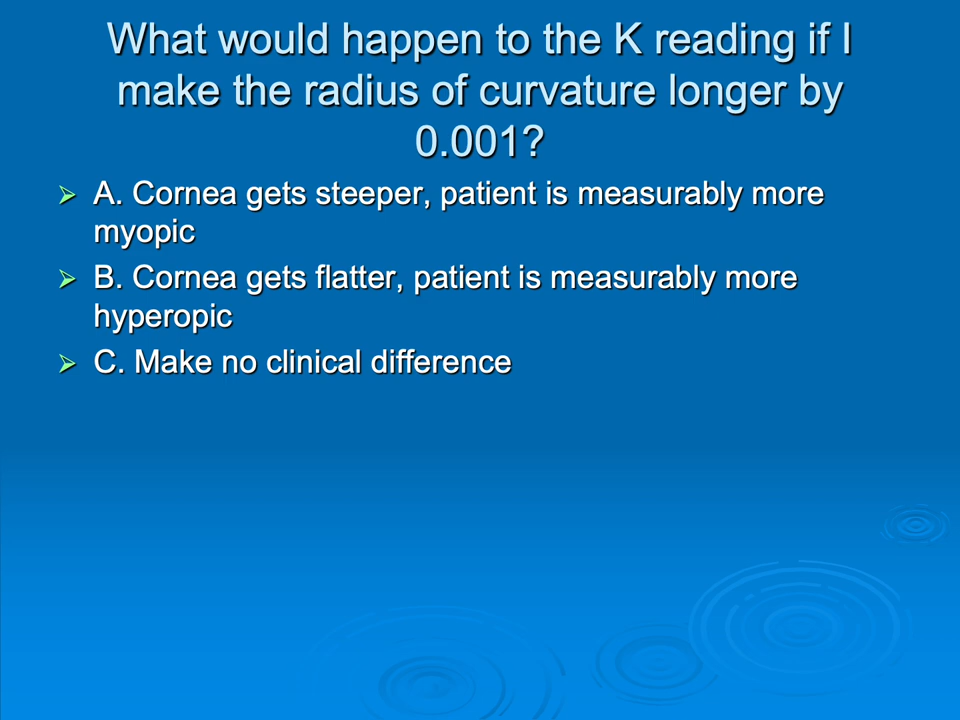 What would happen to the K reading if I
make the radius of curvature longer by
0.001?
A. Cornea gets steeper, patient is measurably more
myopic
B. Cornea gets flatter, patient is measurably more
hyperopic
C. Make no clinical difference